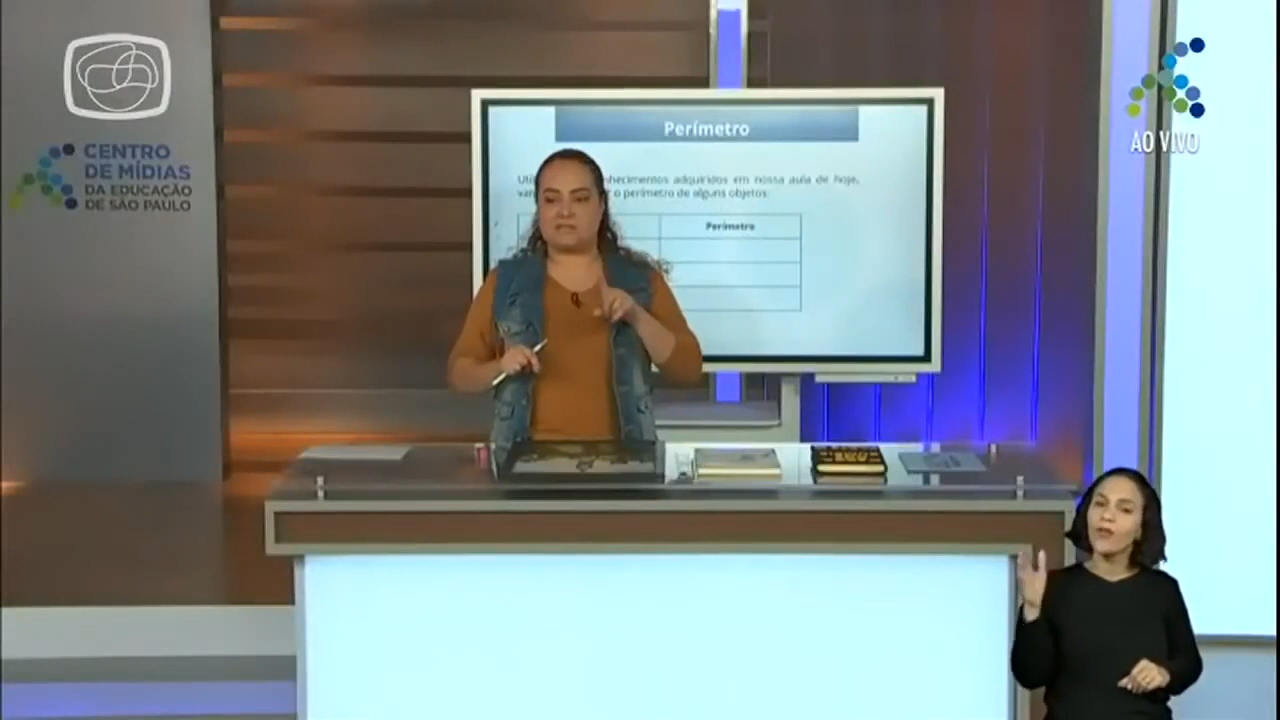 CENTRO
DE MÍDIAS
DA EDUCAÇÃO
DE SÃO PAULO
AO VIVO
Perímetro
nhecimentos adquiridos em nossa aula de hoje,
o perímetro de alguns objetos:
Perímetro